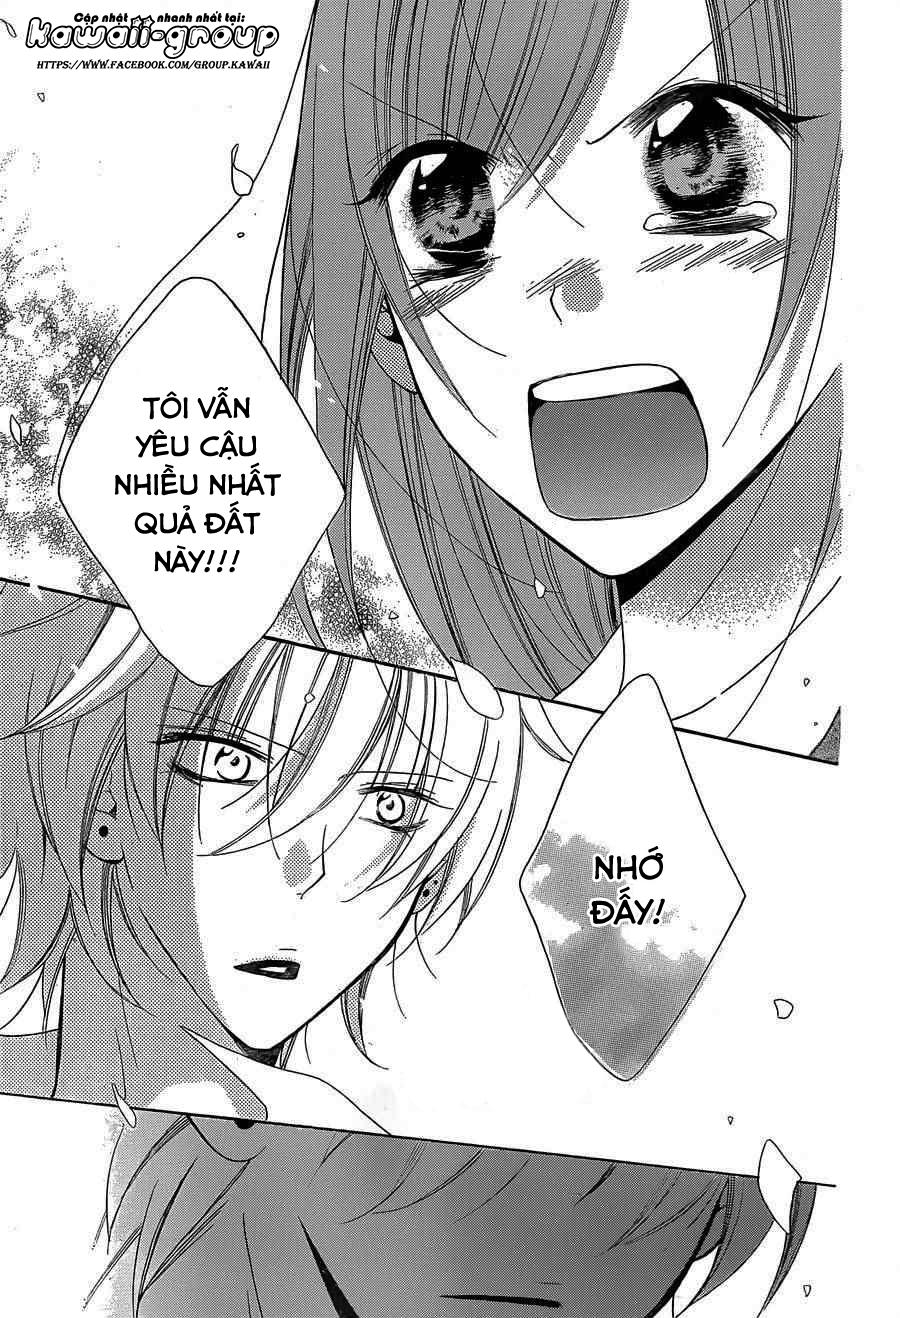 Cập nhật nhanh nhất tại:
kawaii-group
HTTPS://WWW.FACEBOOK.COM/GROUP.KAWAII
TÔI VẪN
YÊU CẬU
NHIỀU NHẤT
QUẢ ĐẤT
NÀY!!!
NHỚ
ĐẤY!